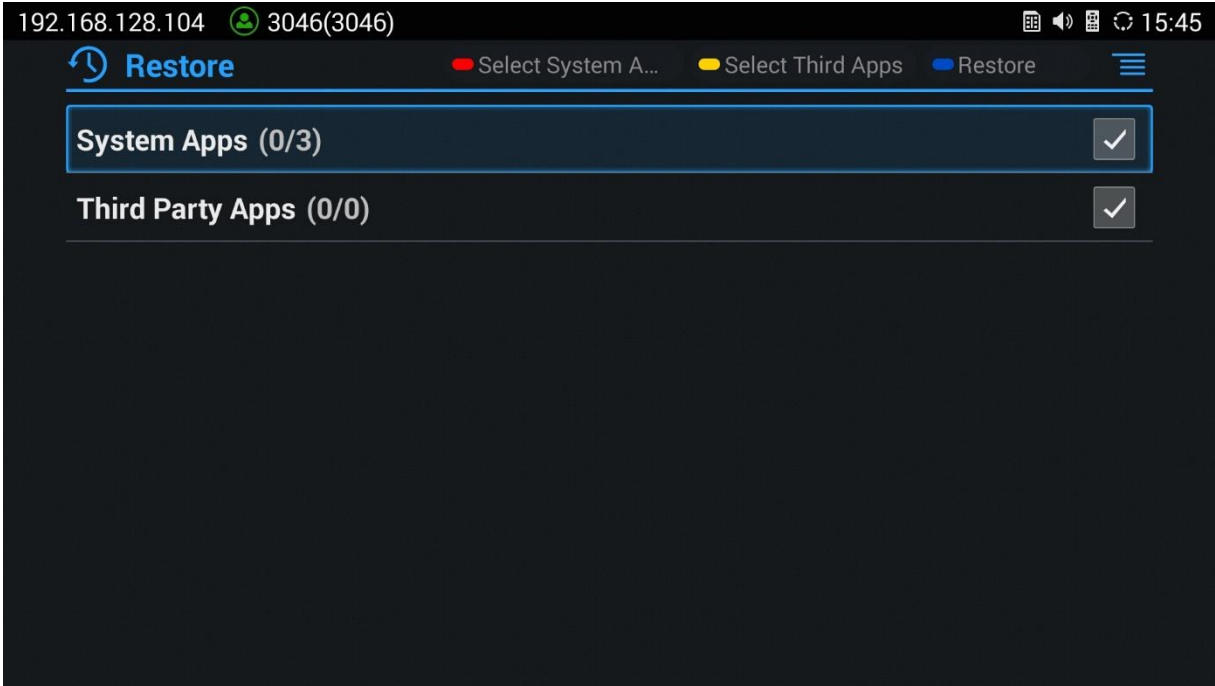 192.168.128.104 3046(3046) 15:45
Restore Select System A... Select Third Apps Restore
System Apps (0/3)
Third Party Apps (0/0)